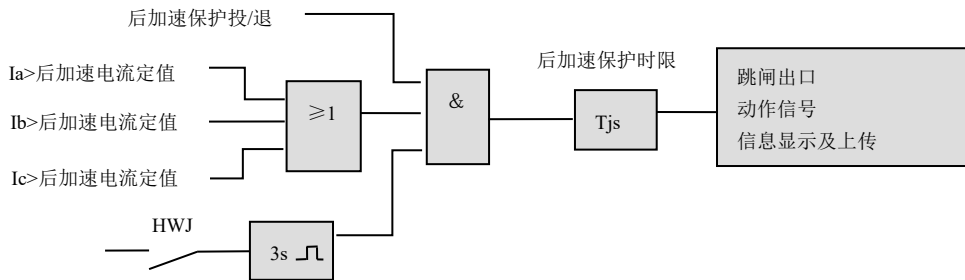 后加速保护投/退
Ia>后加速电流定值
Ib>后加速电流定值
Ic>后加速电流定值
≥1
&
后加速保护时限
Tjs
跳闸出口
动作信号
信息显示及上传
HWJ
3s